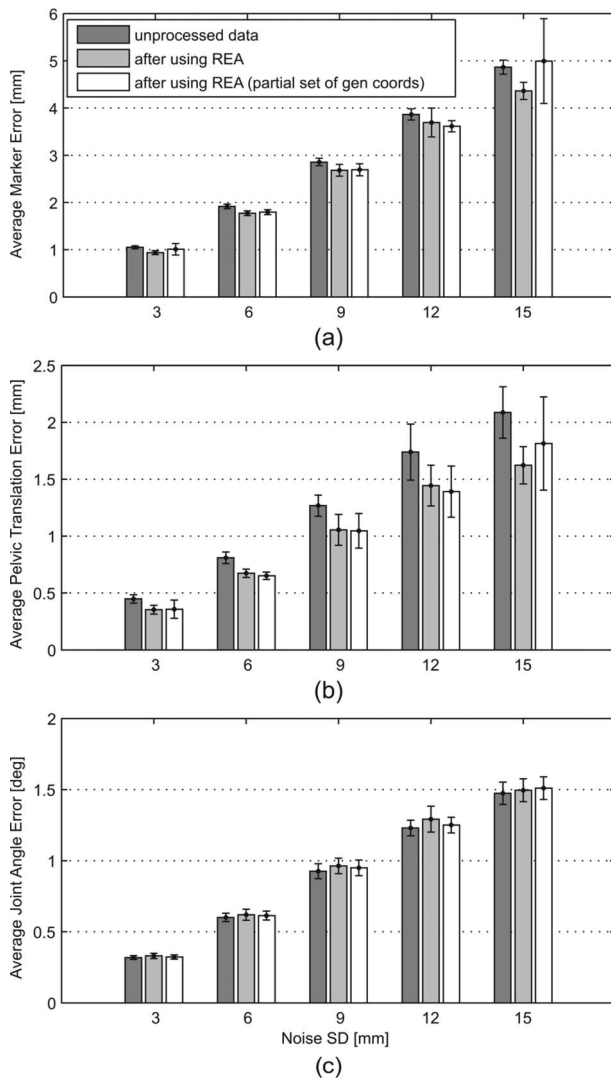 6
5
4
3
2
1
0
Average Marker Error [mm]
unprocessed data
after using REA
after using REA (partial set of gen coords)
3 6 9 12 15
(a)
2.5
2
1.5
1
0.5
0
Average Pelvic Translation Error [mm]
3 6 9 12 15
(b)
2
1.5
1
0.5
0
Average Joint Angle Error [deg]
3 6 9 12 15
Noise SD [mm]
(c)